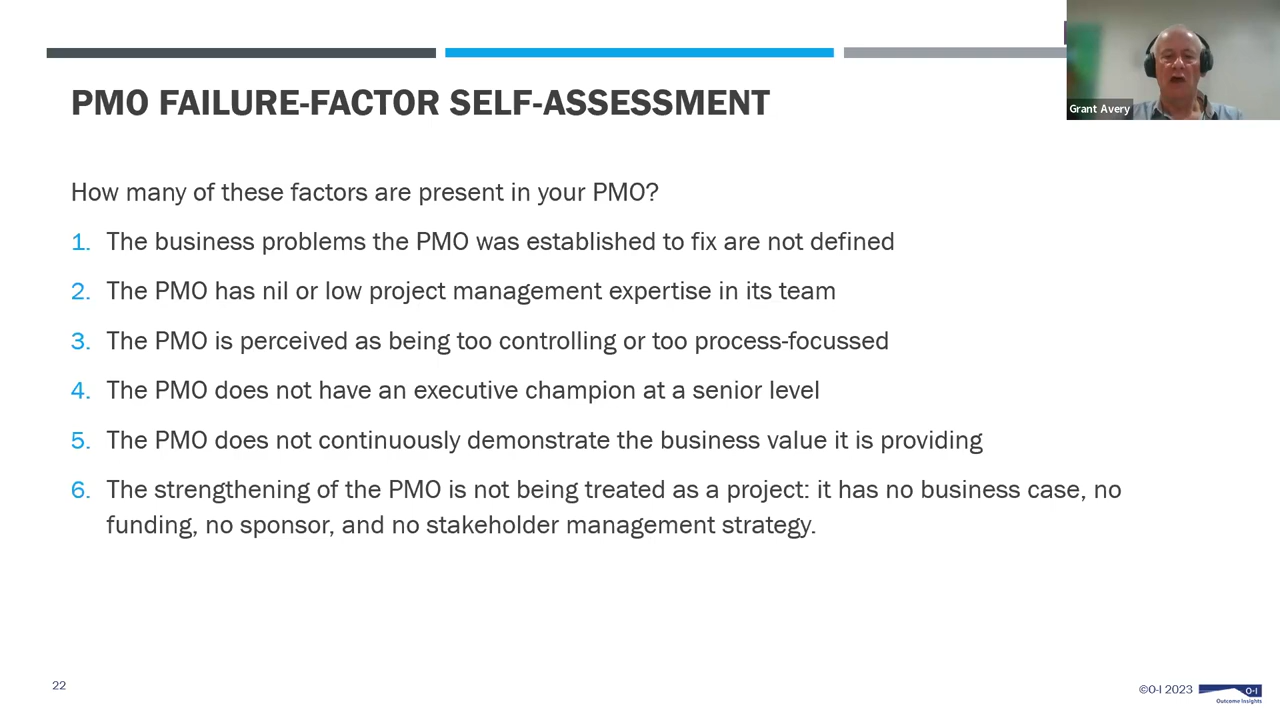 PMO FAILURE-FACTOR SELF-ASSESSMENT
Grant Avery
How many of these factors are present in your PMO?
1. The business problems the PMO was established to fix are not defined
2. The PMO has nil or low project management expertise in its team
3. The PMO is perceived as being too controlling or too process-focussed
4. The PMO does not have an executive champion at a senior level
5. The PMO does not continuously demonstrate the business value it is providing
6. The strengthening of the PMO is not being treated as a project: it has no business case, no
funding, no sponsor, and no stakeholder management strategy.
22
©O-I 2023
O-I
Outcome Insights